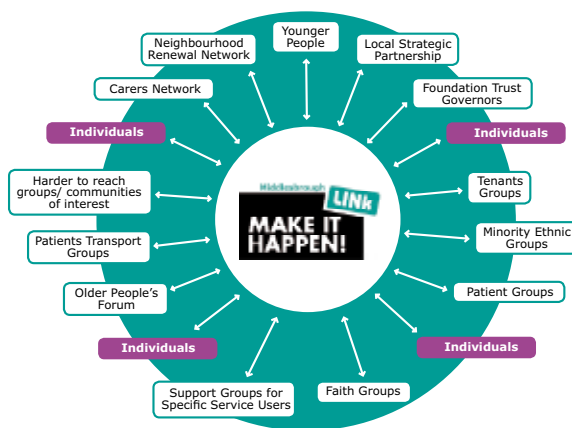 Younger
People
Neighbourhood
Renewal Network
Local Strategic
Partnership
Carers Network
Foundation Trust
Governors
Individuals
Individuals
Harder to reach
groups/ communities
of interest
Tenants
Groups
Middlesbrough
LINk
MAKE IT
HAPPEN!
Patients Transport
Groups
Minority Ethnic
Groups
Older People's
Forum
Patient Groups
Individuals
Individuals
Support Groups for
Specific Service Users
Faith Groups